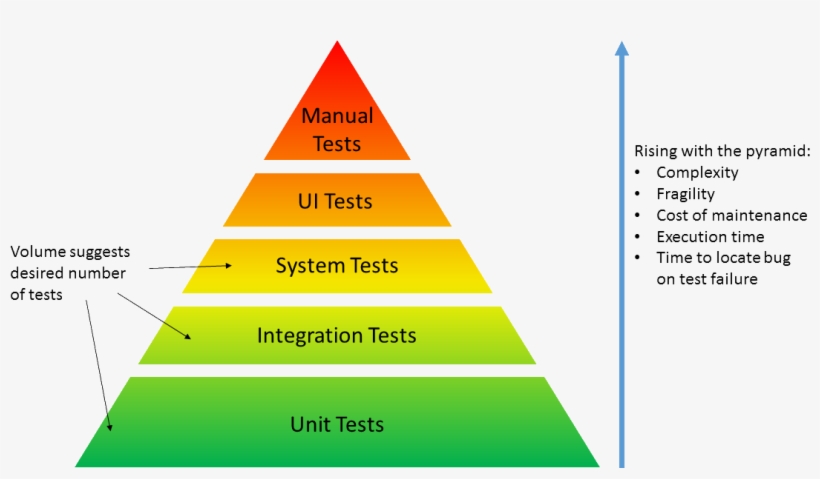 Manual
Tests
UI Tests
System Tests
Integration Tests
Unit Tests
Volume suggests
desired number
of tests
Rising with the pyramid:
• Complexity
• Fragility
• Cost of maintenance
• Execution time
• Time to locate bug
on test failure